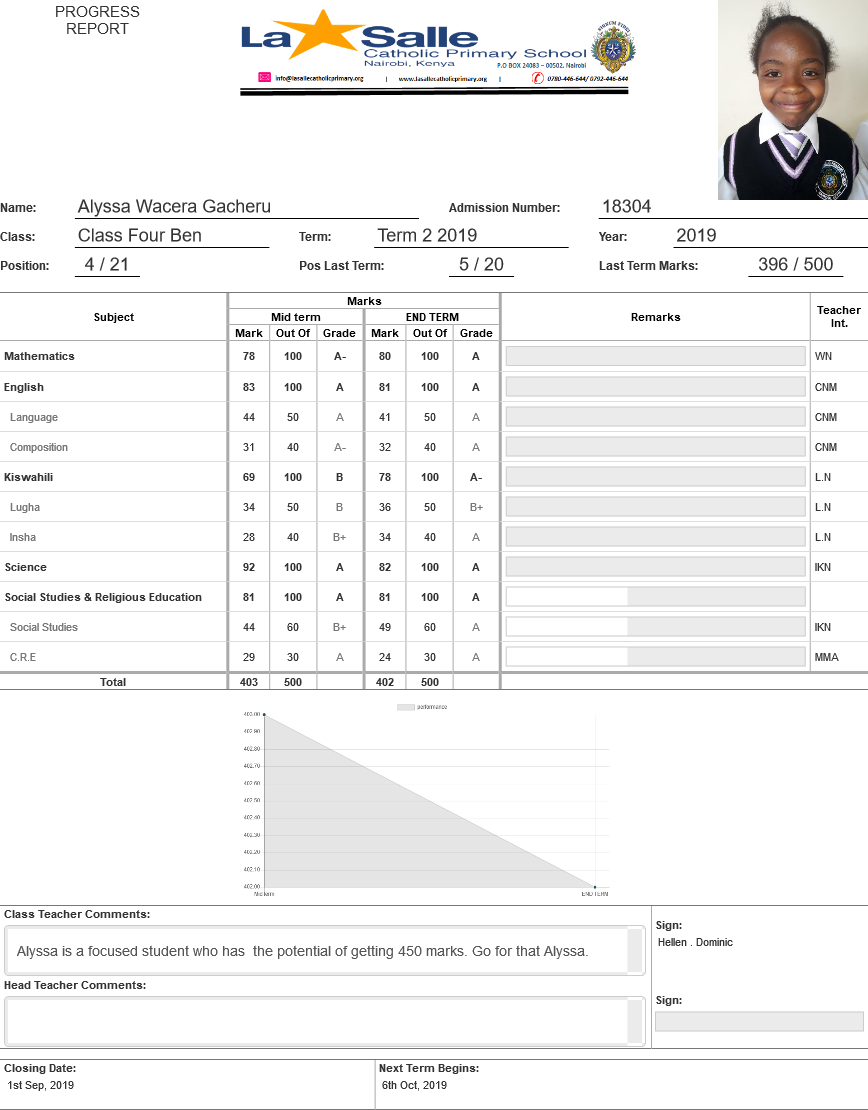 PROGRESS
REPORT
La Salle
Catholic Primary School
Nairobi, Kenya
P.O BOX 24083 – 00502, Nairobi
info@lasallecatholicprimary.org | www.lasallecatholicprimary.org | 0780-446-644/ 0792-446-644
Name: Alyssa Wacera Gacheru Admission Number: 18304
Class: Class Four Ben Term: Term 2 2019 Year: 2019
Position: 4 / 21 Pos Last Term: 5 / 20 Last Term Marks: 396 / 500
Subject Marks Remarks Teacher Int.
Mid term END TERM
Mark Out Of Grade Mark Out Of Grade
Mathematics 78 100 A- 80 100 A WN
English 83 100 A 81 100 A CNM
Language 44 50 A 41 50 A CNM
Composition 31 40 A- 32 40 A CNM
Kiswahili 69 100 B 78 100 A- L.N
Lugha 34 50 B 36 50 B+ L.N
Insha 28 40 B+ 34 40 A L.N
Science 92 100 A 82 100 A IKN
Social Studies & Religious Education 81 100 A 81 100 A
Social Studies 44 60 B+ 49 60 A IKN
C.R.E 29 30 A 24 30 A MMA
Total 403 500 402 500
performance
403.00
402.90
402.80
402.70
402.60
402.50
402.40
402.30
402.20
402.10
402.00
Mid term END TERM
Class Teacher Comments:
Alyssa is a focused student who has the potential of getting 450 marks. Go for that Alyssa.
Sign:
Hellen . Dominic
Head Teacher Comments:
Sign:
Closing Date: Next Term Begins:
1st Sep, 2019 6th Oct, 2019